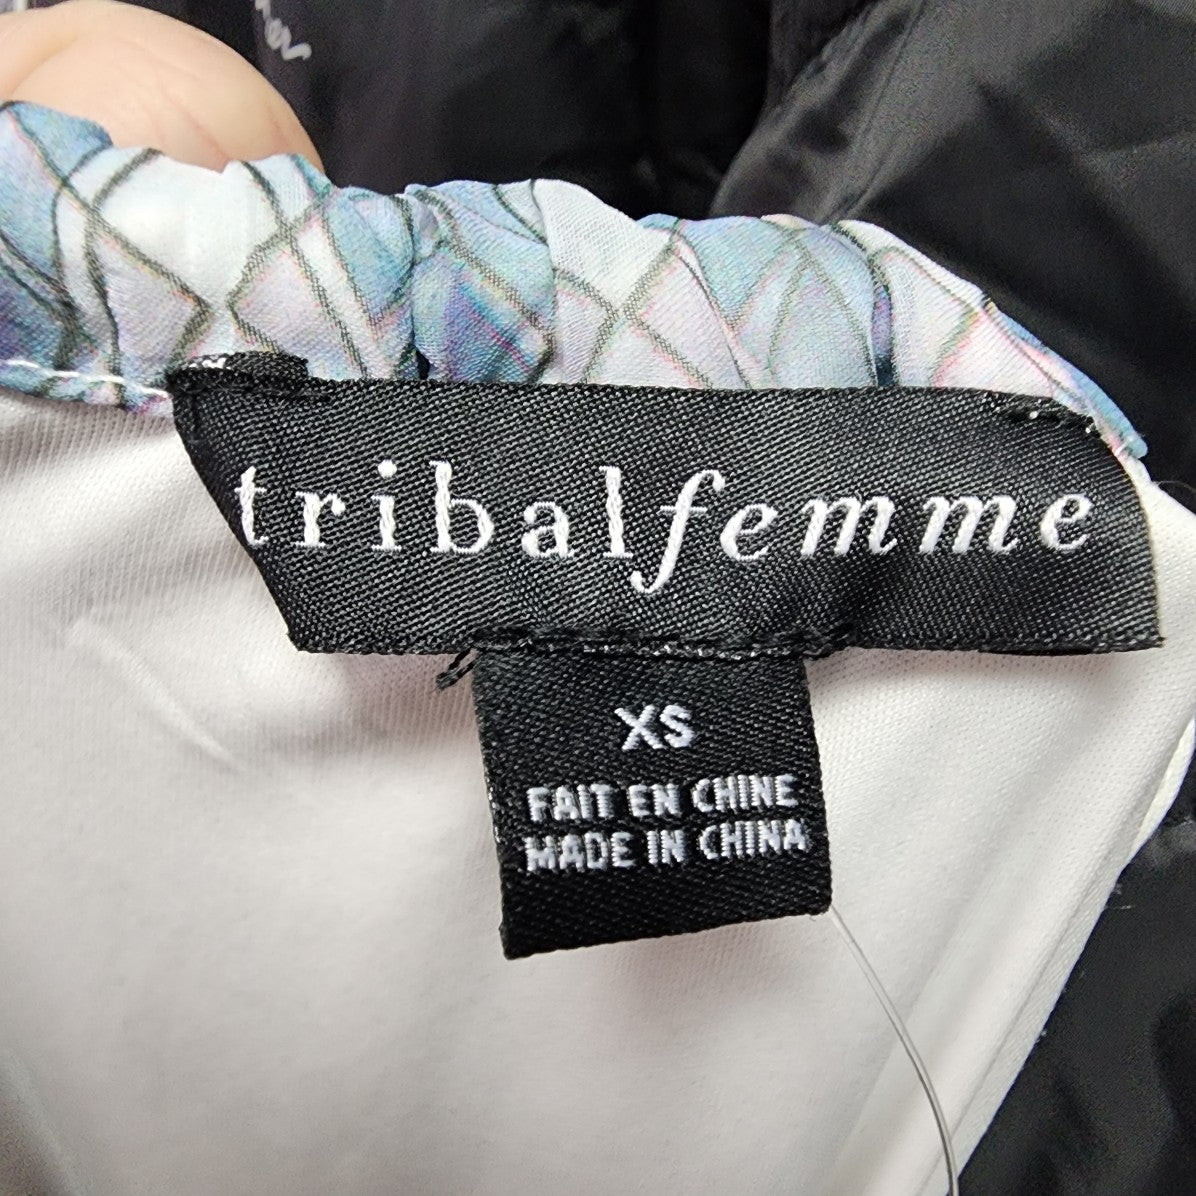 tribalfemme
XS
FAIT EN CHINE
MADE IN CHINA